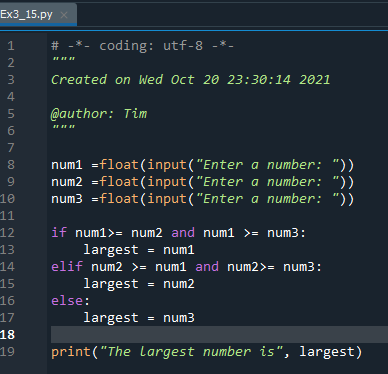 Ex3_15.py ×
1 # -*- coding: utf-8 -*-
2 """
3 Created on Wed Oct 20 23:30:14 2021
4
5 @author: Tim
6 """
7
8 num1 =float(input("Enter a number: "))
9 num2 =float(input("Enter a number: "))
10 num3 =float(input("Enter a number: "))
11
12 if num1>= num2 and num1 >= num3:
13     largest = num1
14 elif num2 >= num1 and num2>= num3:
15     largest = num2
16 else:
17     largest = num3
18
19 print("The largest number is", largest)